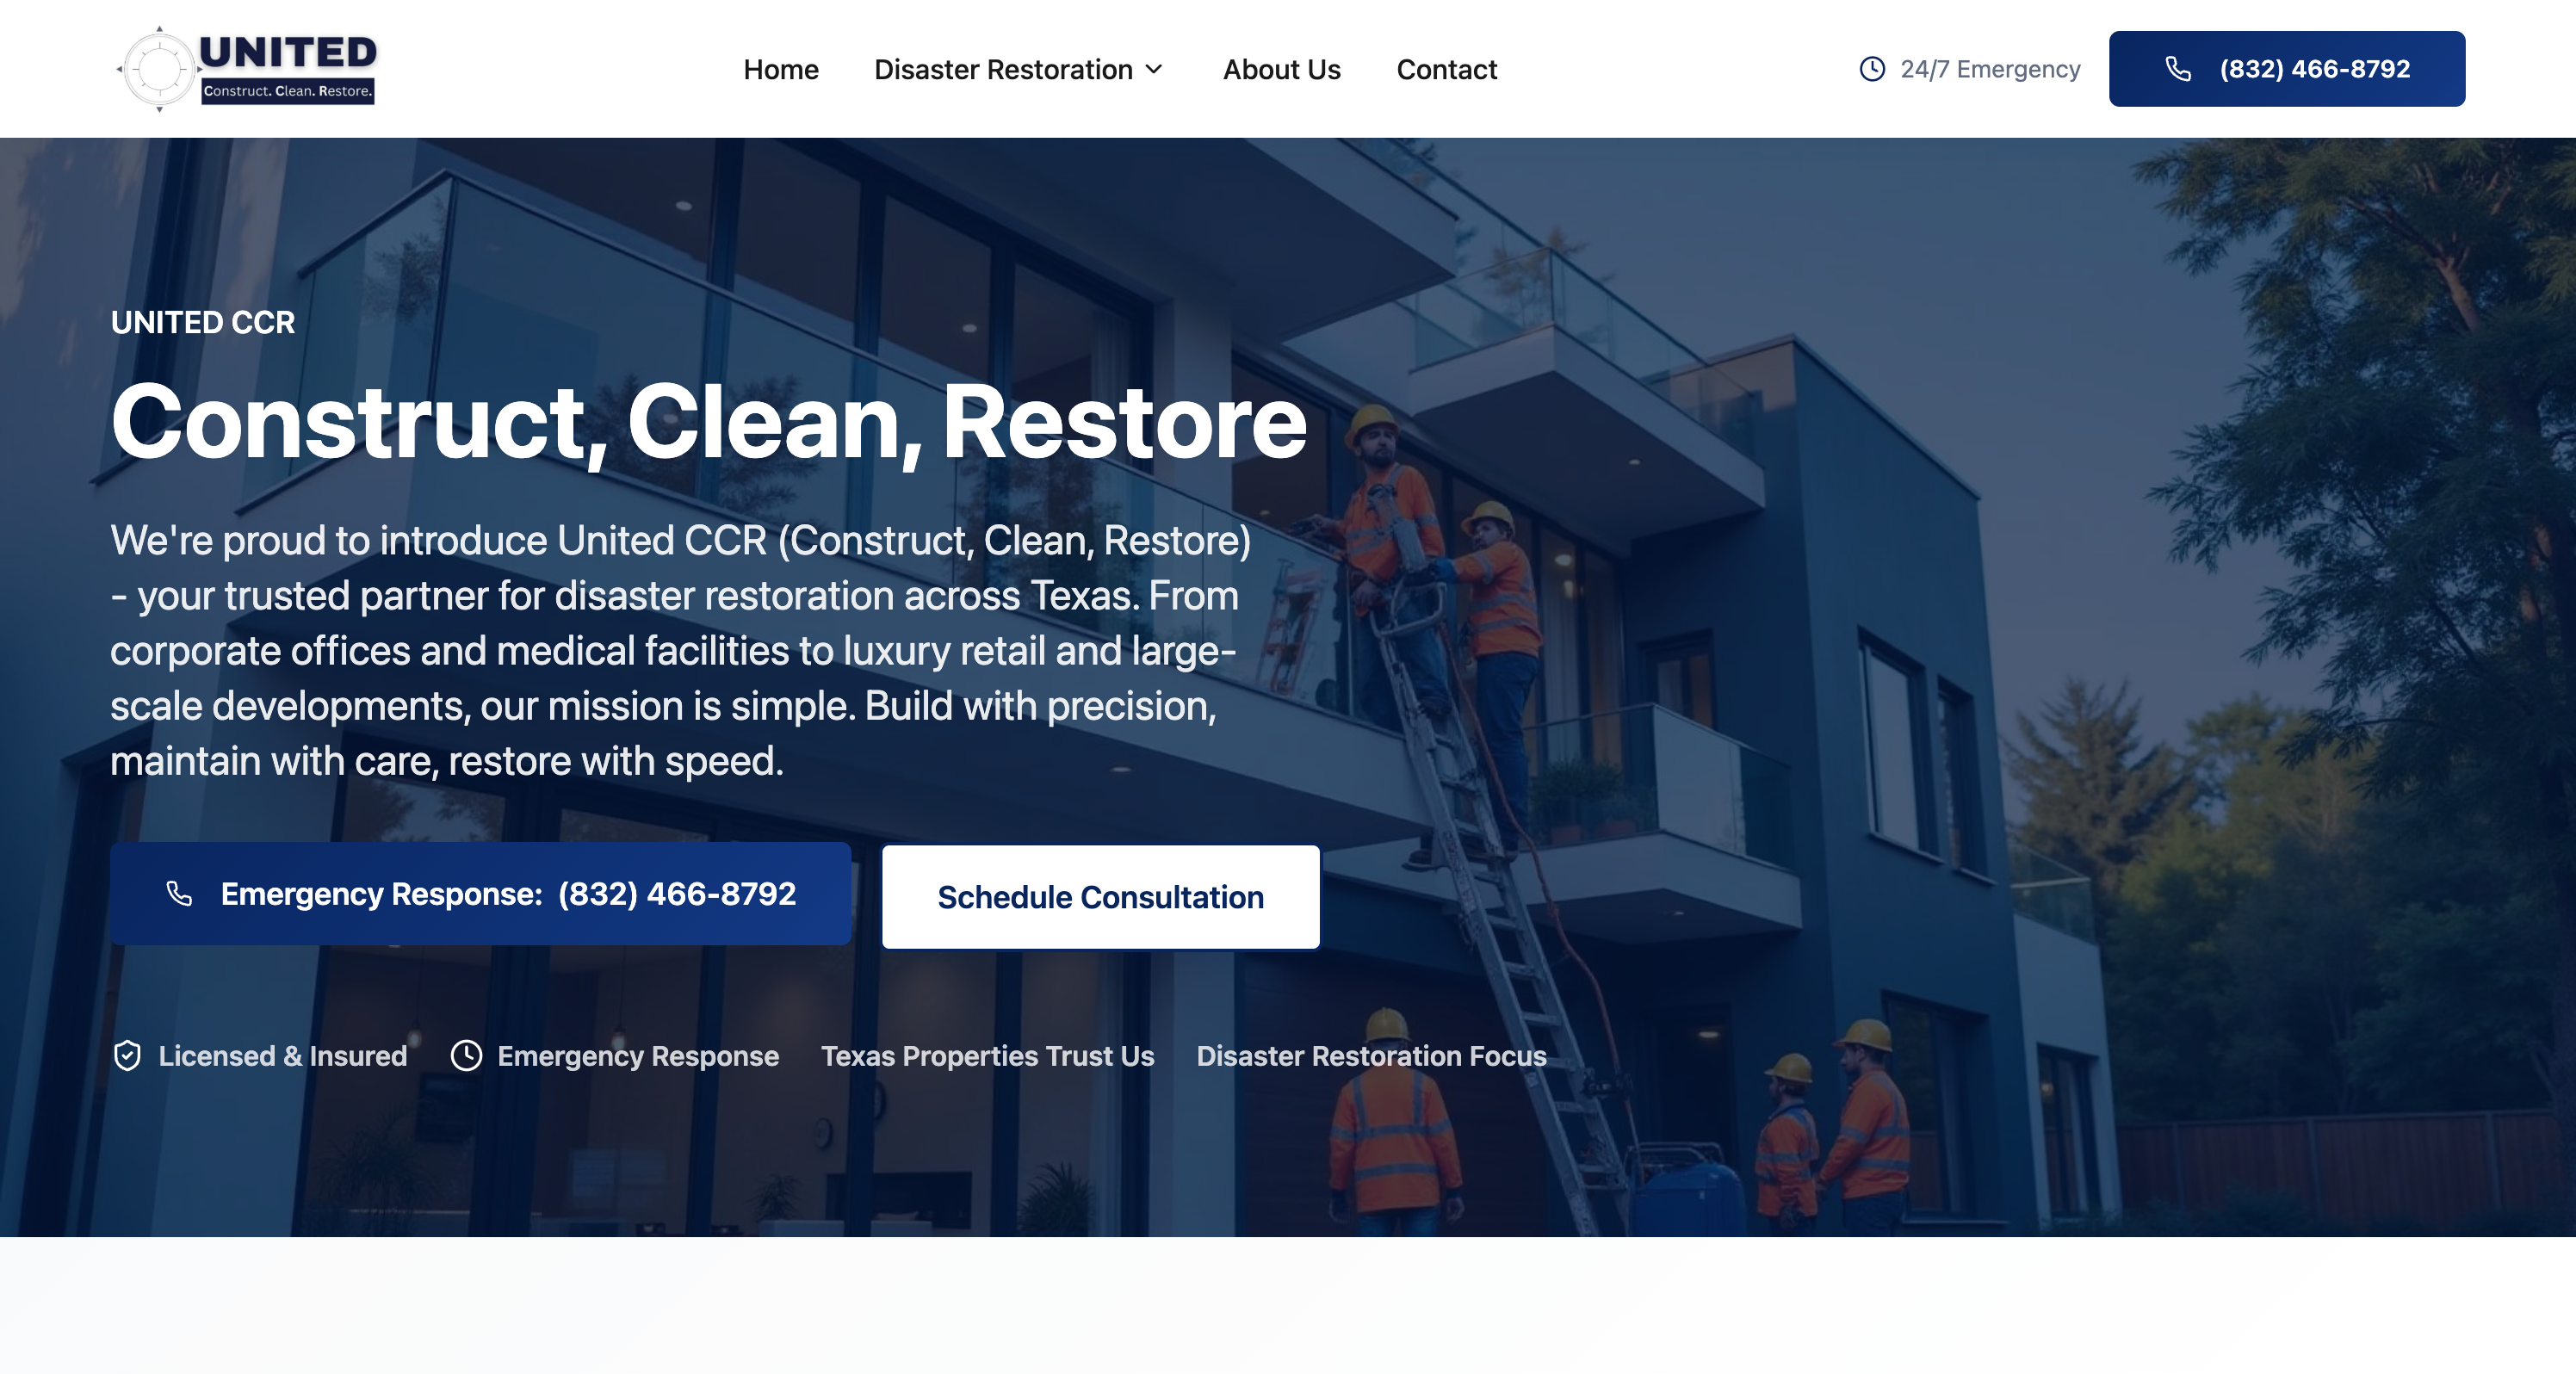 UNITED
Construct. Clean. Restore.
Home
Disaster Restoration
About Us
Contact
24/7 Emergency
(832) 466-8792
UNITED CCR
Construct, Clean, Restore
We're proud to introduce United CCR (Construct, Clean, Restore)
- your trusted partner for disaster restoration across Texas. From
corporate offices and medical facilities to luxury retail and large-
scale developments, our mission is simple. Build with precision,
maintain with care, restore with speed.
Emergency Response: (832) 466-8792
Schedule Consultation
Licensed & Insured
Emergency Response
Texas Properties Trust Us
Disaster Restoration Focus